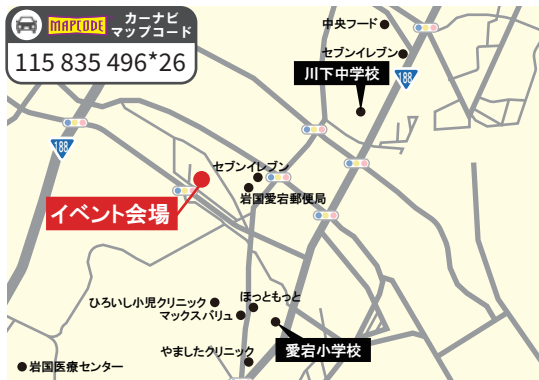 MAPCODE
カーナビ
マップコード
115 835 496*26
中央フード
セブンイレブン
川下中学校
188
188
セブンイレブン
岩国愛宕郵便局
イベント会場
ほっともっと
ひろいし小児クリニック
マックスバリュ
やましたクリニック
愛宕小学校
岩国医療センター